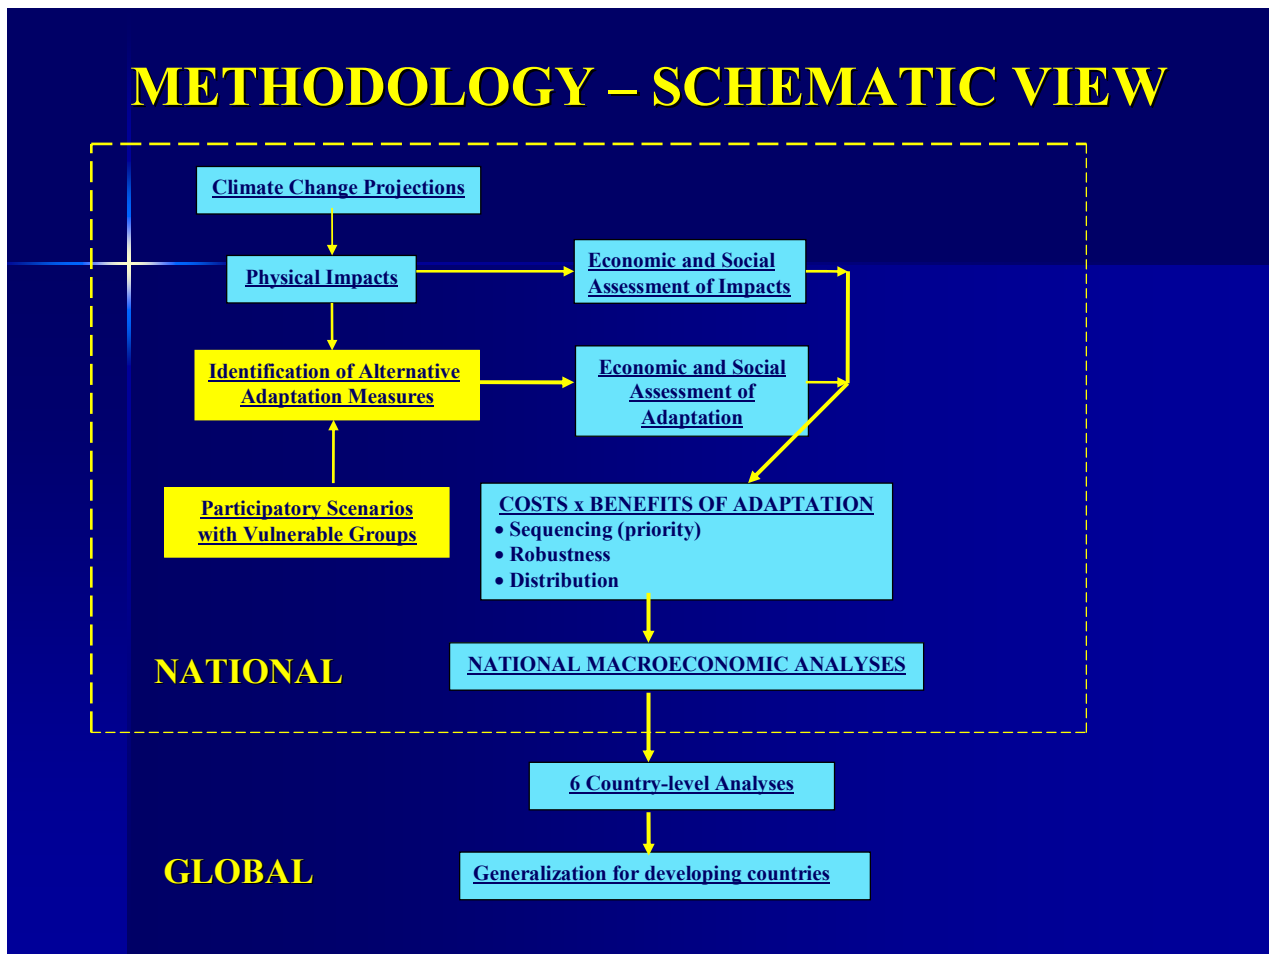 METHODOLOGY – SCHEMATIC VIEW
Climate Change Projections
Physical Impacts
Economic and Social
Assessment of Impacts
Identification of Alternative
Adaptation Measures
Economic and Social
Assessment of
Adaptation
Participatory Scenarios
with Vulnerable Groups
COSTS x BENEFITS OF ADAPTATION
• Sequencing (priority)
• Robustness
• Distribution
NATIONAL
NATIONAL MACROECONOMIC ANALYSES
6 Country-level Analyses
GLOBAL
Generalization for developing countries